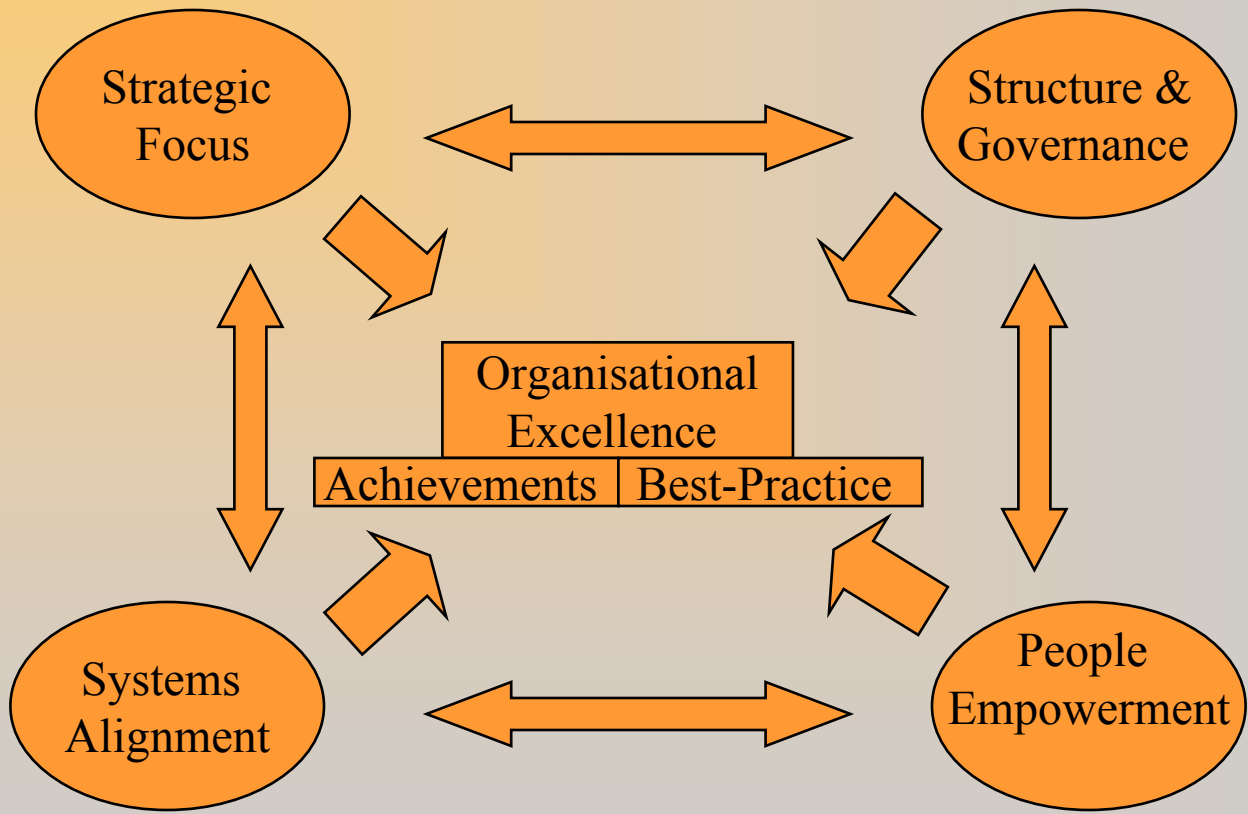 Strategic
Focus
Structure &
Governance
Organisational
Excellence
Achievements
Best-Practice
Systems
Alignment
People
Empowerment